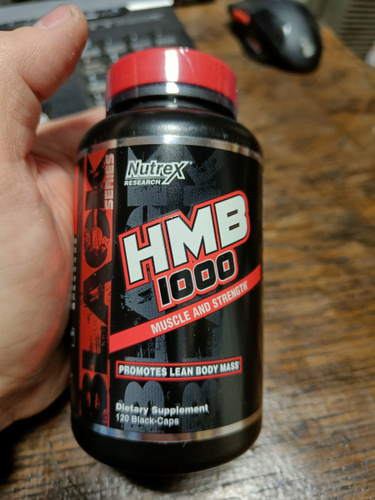 Nutrex
RESEARCH
BLACK
SERIES
HMB
1000
MUSCLE AND STRENGTH
PROMOTES LEAN BODY MASS
Dietary Supplement
120 Black-Caps